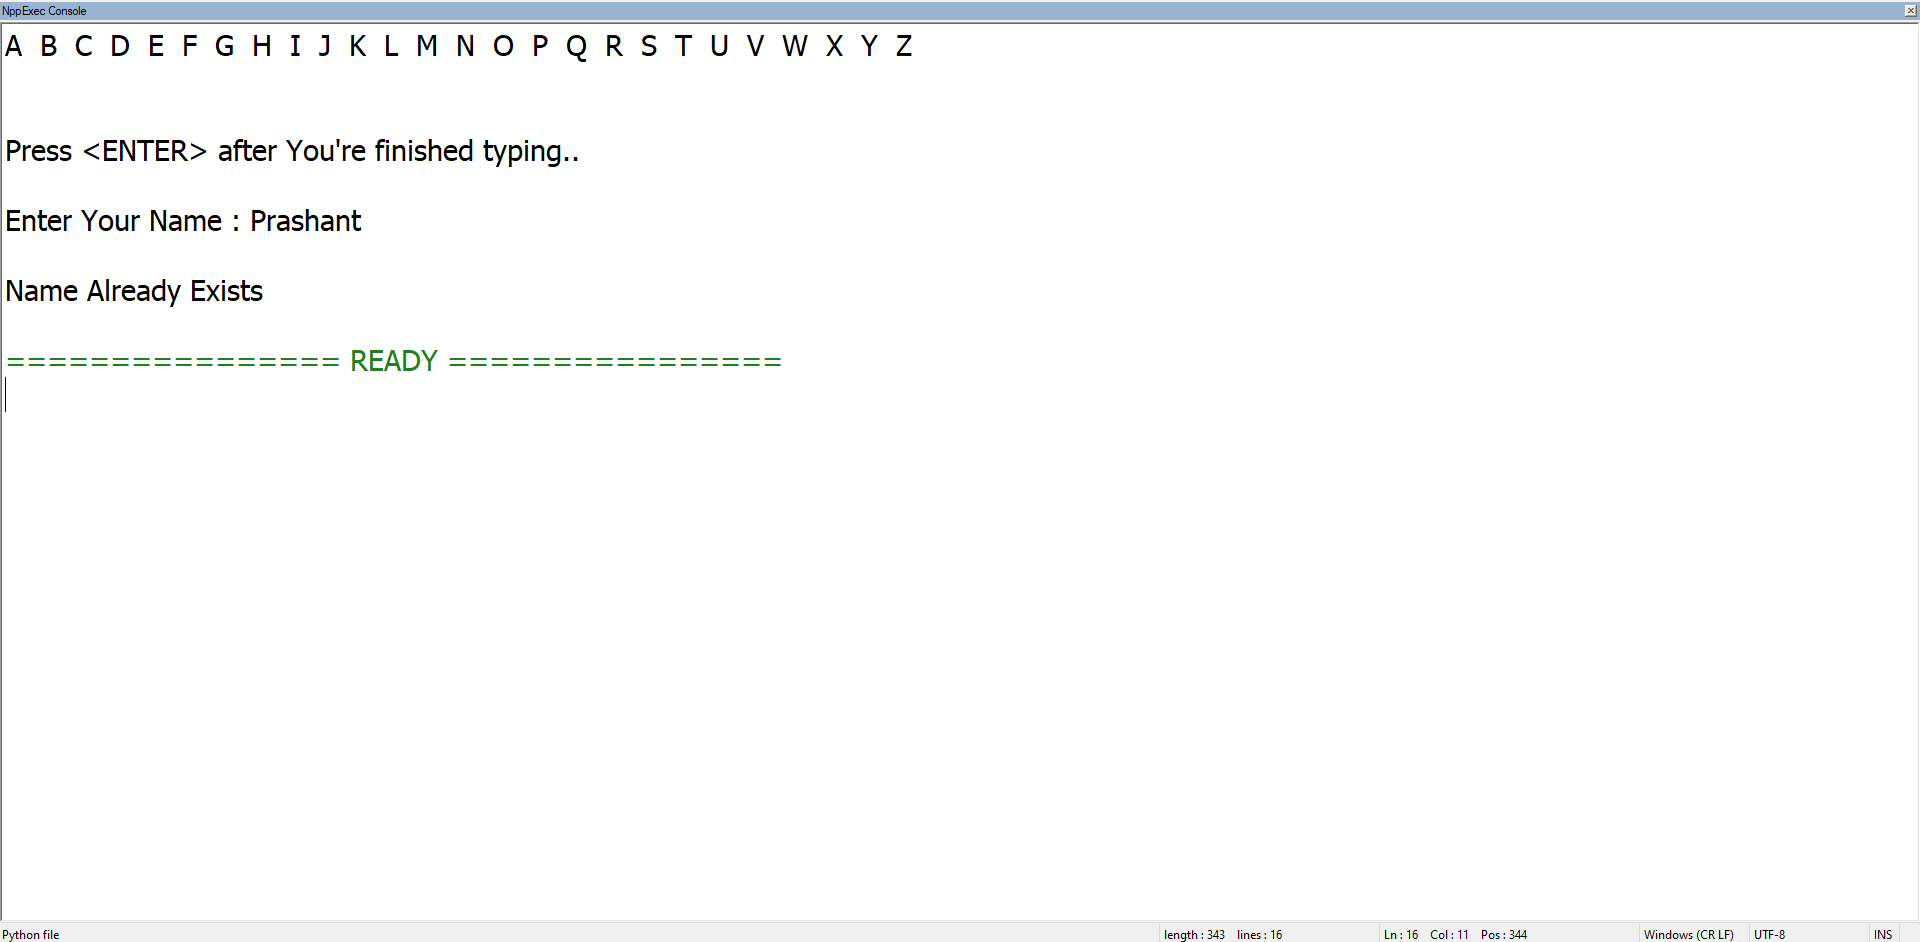 NppExec Console
A B C D E F G H I J K L M N O P Q R S T U V W X Y Z
Press <ENTER> after You're finished typing..
Enter Your Name : Prashant
Name Already Exists
================ READY ================
Python file length : 343 lines : 16 Ln : 16 Col : 11 Pos : 344 Windows (CR LF) UTF-8 INS